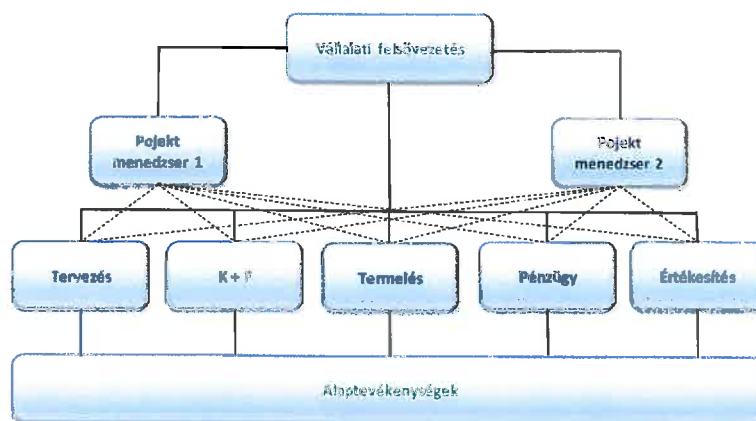 Vállalati felsővezetés
Pojekt
menedzser 1
Pojekt
menedzser 2
Tervezés
K + F
Termelés
Pénzügy
Értékesítés
Alaptevékenységek